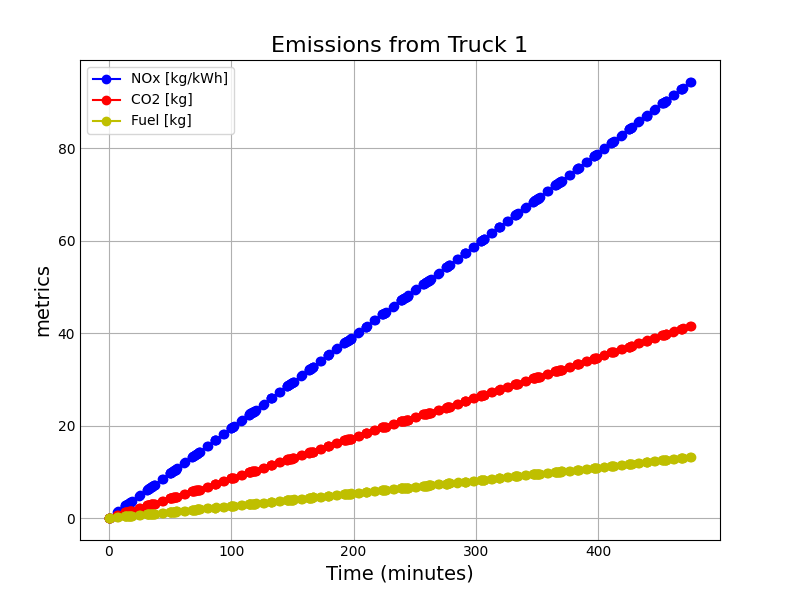 Emissions from Truck 1
NOx [kg/kWh]
CO2 [kg]
Fuel [kg]
metrics
80
60
40
20
0
0 100 200 300 400
Time (minutes)